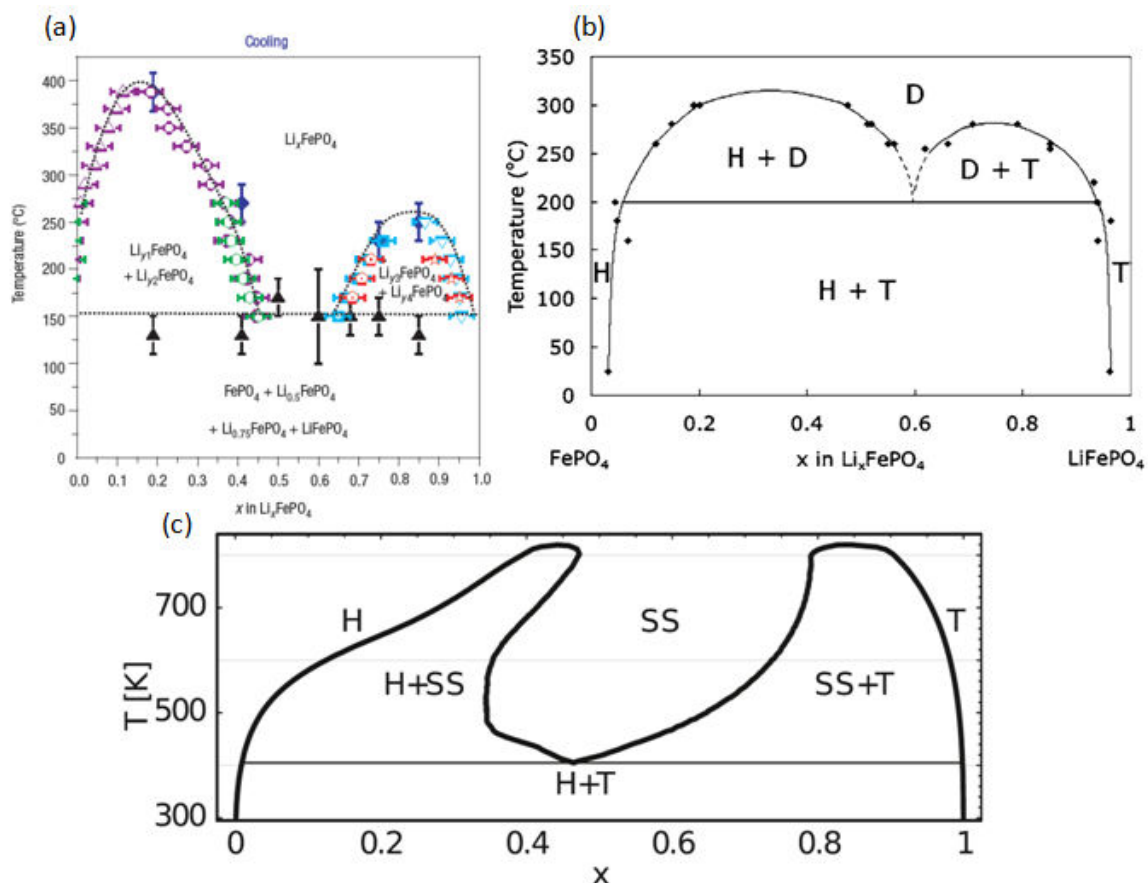 (a)
Cooling
400
350
300
250
200
150
100
50
0
Temperature (°C)
LixFePO4
Liy1FePO4
+ Liy2FePO4
Liy3FePO4
+ Liy4FePO
FePO4 + Li0.5FePO4
+ Li0.75FePO4 + LiFePO4
0.0 0.1 0.2 0.3 0.4 0.5 0.6 0.7 0.8 0.9 1.0
x in LixFePO4
(b)
350
300
250
200
150
100
50
0
Temperature (°C)
D
H + D
D + T
H
H + T
T
0 0.2 0.4 0.6 0.8 1
FePO4 x in LixFePO4 LiFePO4
(c)
700
500
300
T [K]
H
SS
T
H+SS
SS+T
H+T
0 0.2 0.4 0.6 0.8 1
x